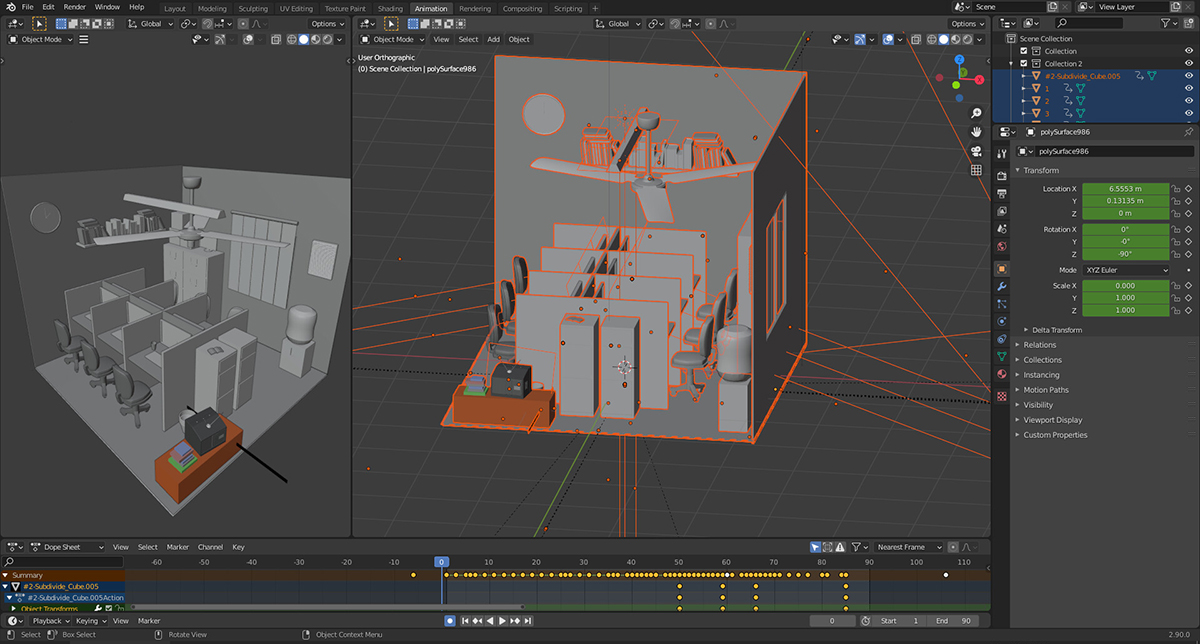 File Edit Render Window Help Layout Modeling Sculpting UV Editing Texture Paint Shading Animation Rendering Compositing Scripting + Scene View Layer
Global Options Global Options
Object Mode Object Mode View Select Add Object
User Orthographic
(0) Scene Collection | polySurface986
Z
X
Scene Collection
Collection
Collection 2
#2-Subdivide_Cube.005
1
2
3
polySurface986
polySurface986
Transform
Location X 6.5553 m
Y 0.13135 m
Z 0 m
Rotation X 0°
Y -0°
Z -90°
Mode XYZ Euler
Scale X 0.000
Y 1.000
Z 1.000
Delta Transform
Relations
Collections
Instancing
Motion Paths
Visibility
Viewport Display
Custom Properties
Dope Sheet View Select Marker Channel Key Nearest Frame
-60 -50 -40 -30 -20 -10 0 10 20 30 40 50 60 70 80 90 100 110
Summary
#2-Subdivide_Cube.005
#2-Subdivide_Cube.005Action
Object Transforms
Playback Keying View Marker 0 Start 1 End 90
Select Box Select Rotate View Object Context Menu 2.90.0